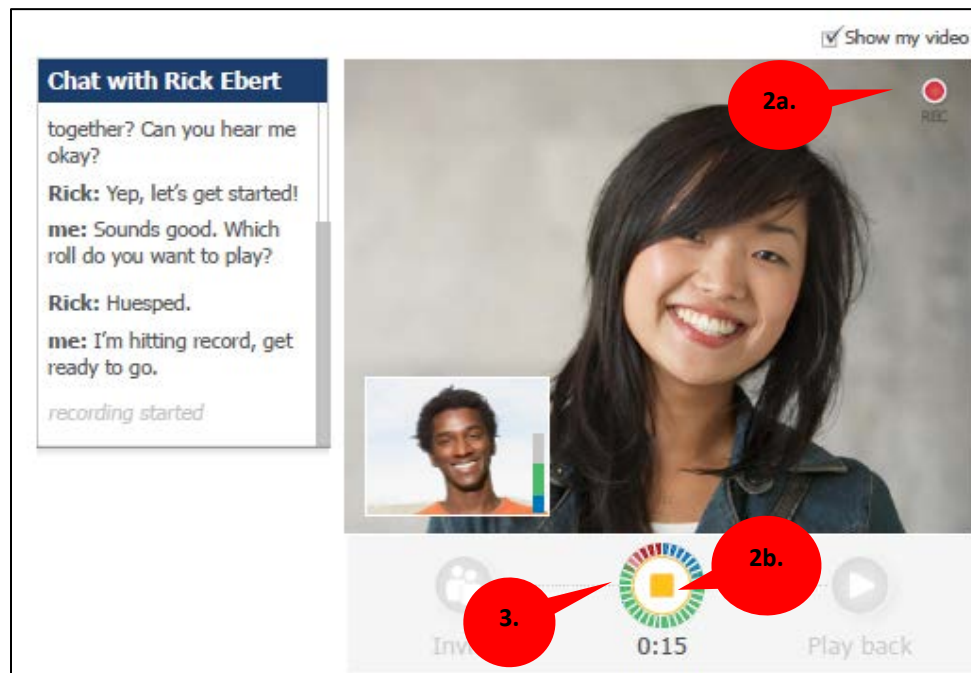 Show my video
Chat with Rick Ebert
together? Can you hear me
okay?
Rick: Yep, let's get started!
me: Sounds good. Which
roll do you want to play?
Rick: Huesped.
me: I'm hitting record, get
ready to go.
recording started
2a.
REC
2b.
3.
0:15
Play back